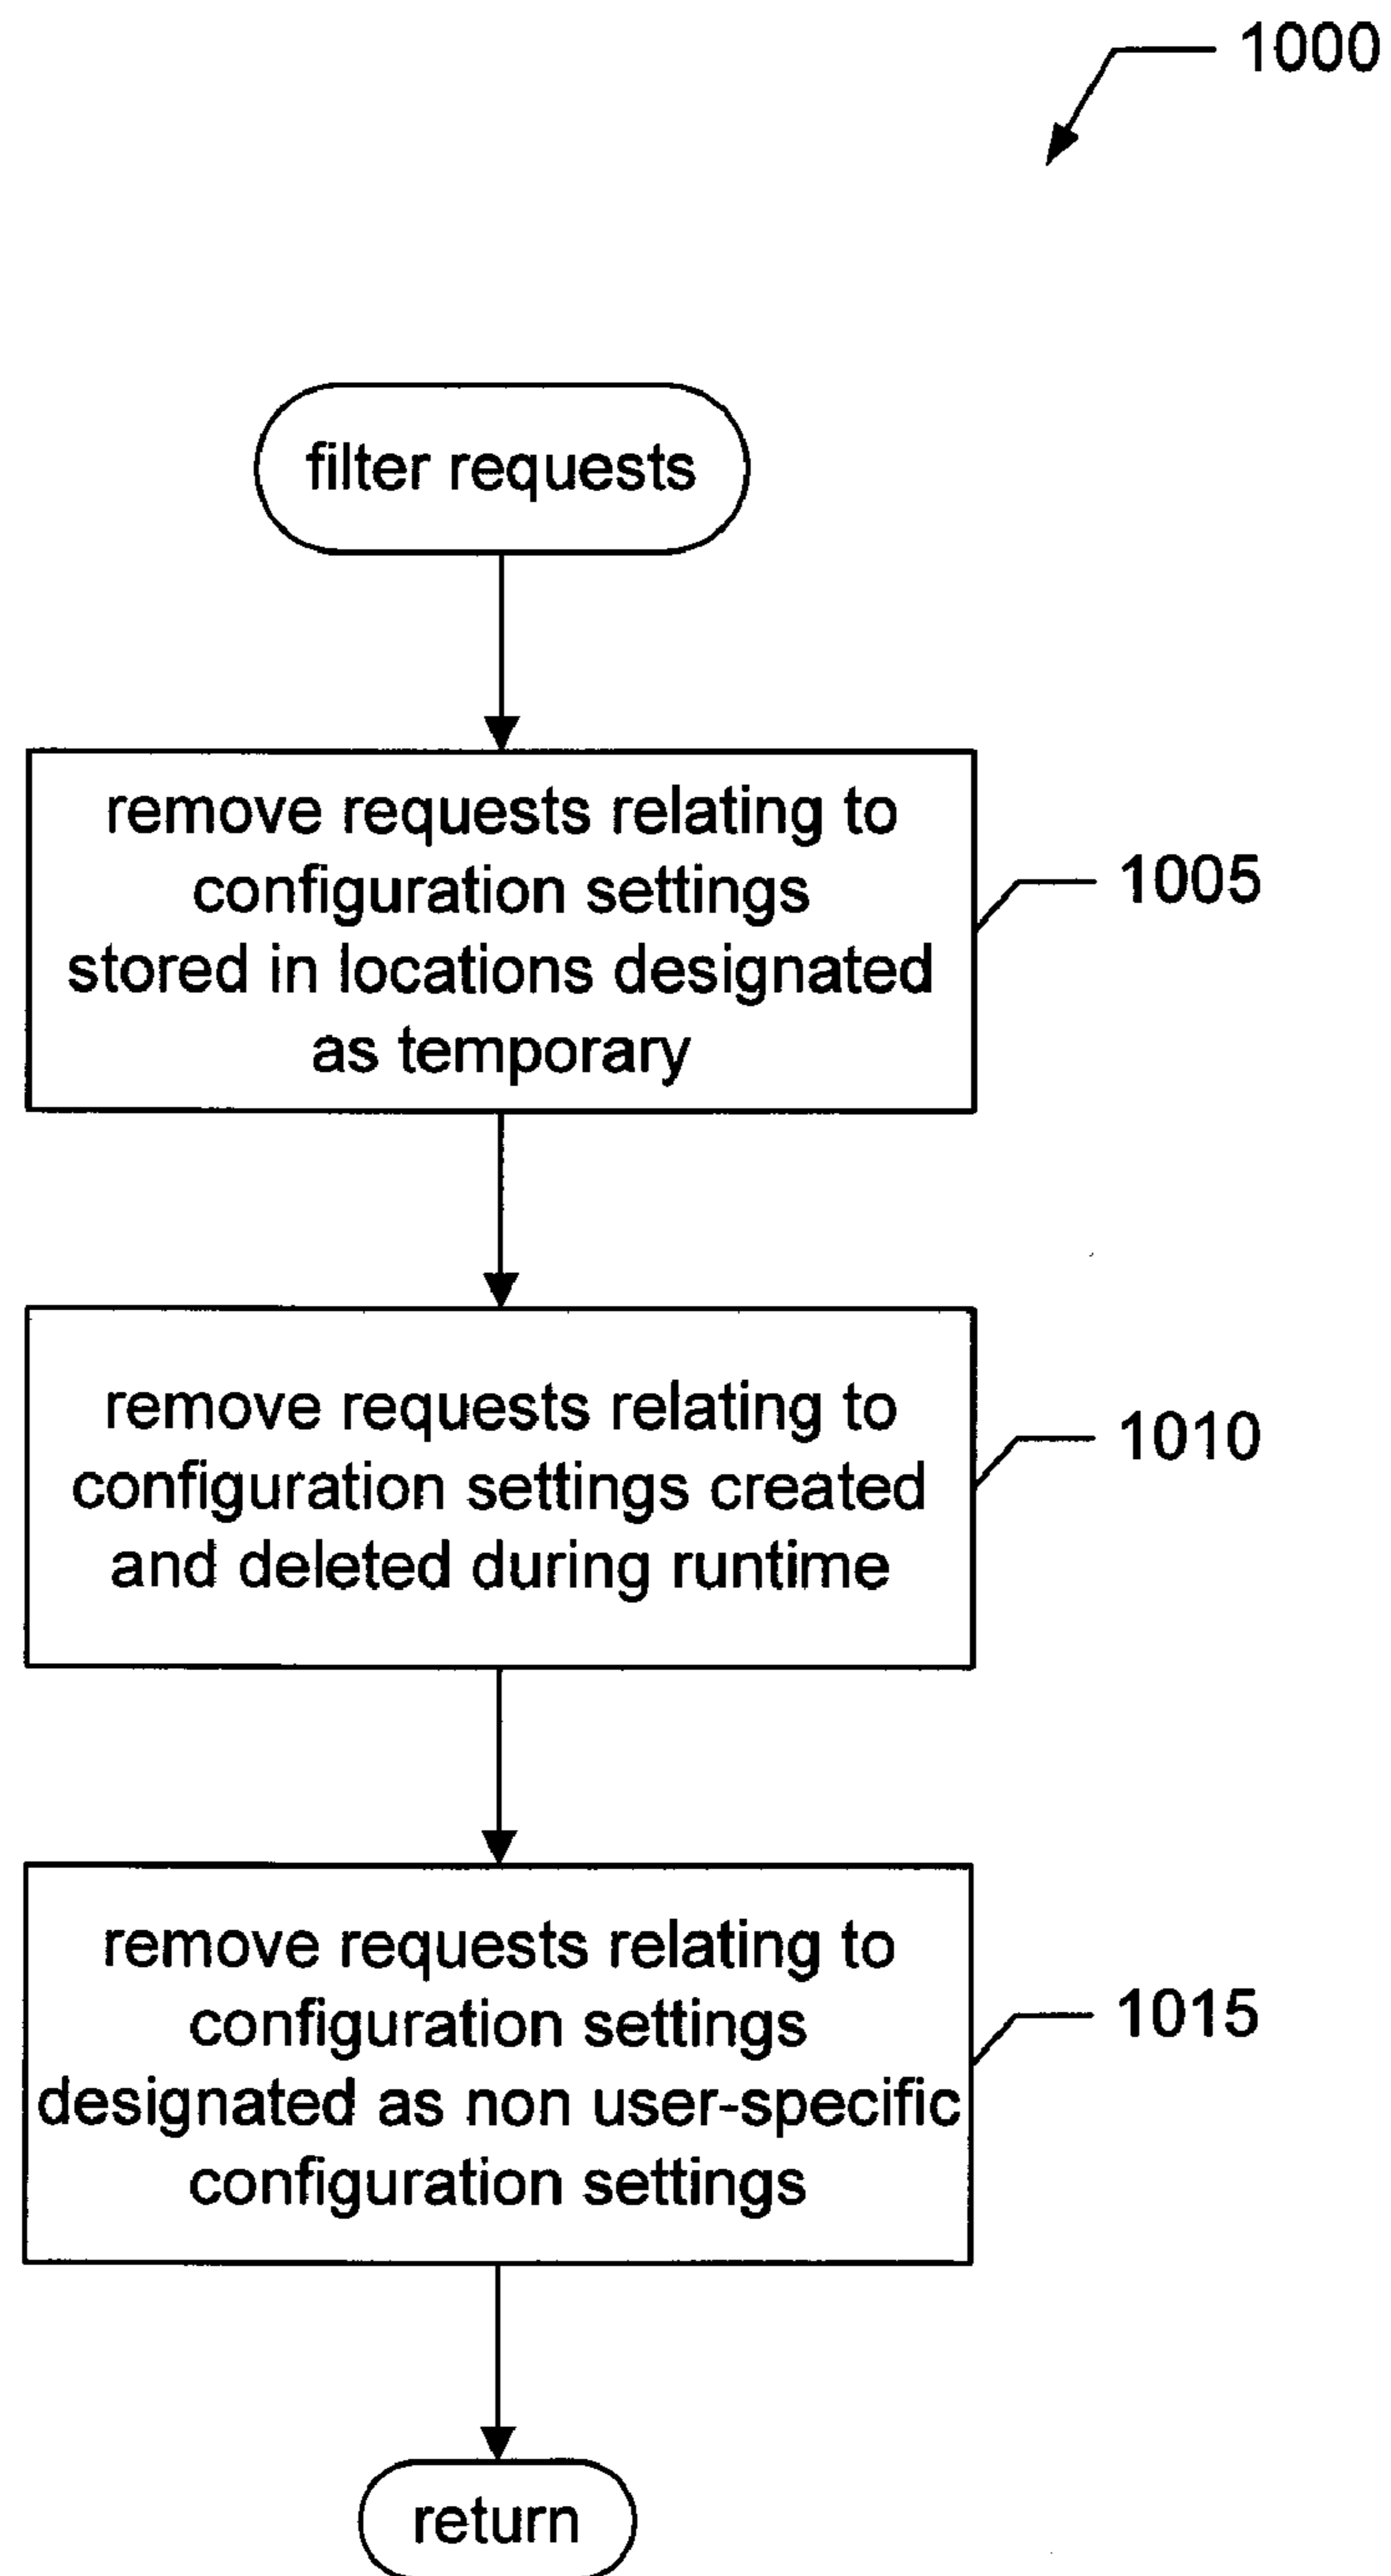 1000
filter requests
remove requests relating to
configuration settings
stored in locations designated
as temporary
1005
remove requests relating to
configuration settings created
and deleted during runtime
1010
remove requests relating to
configuration settings
designated as non user-specific
configuration settings
1015
return